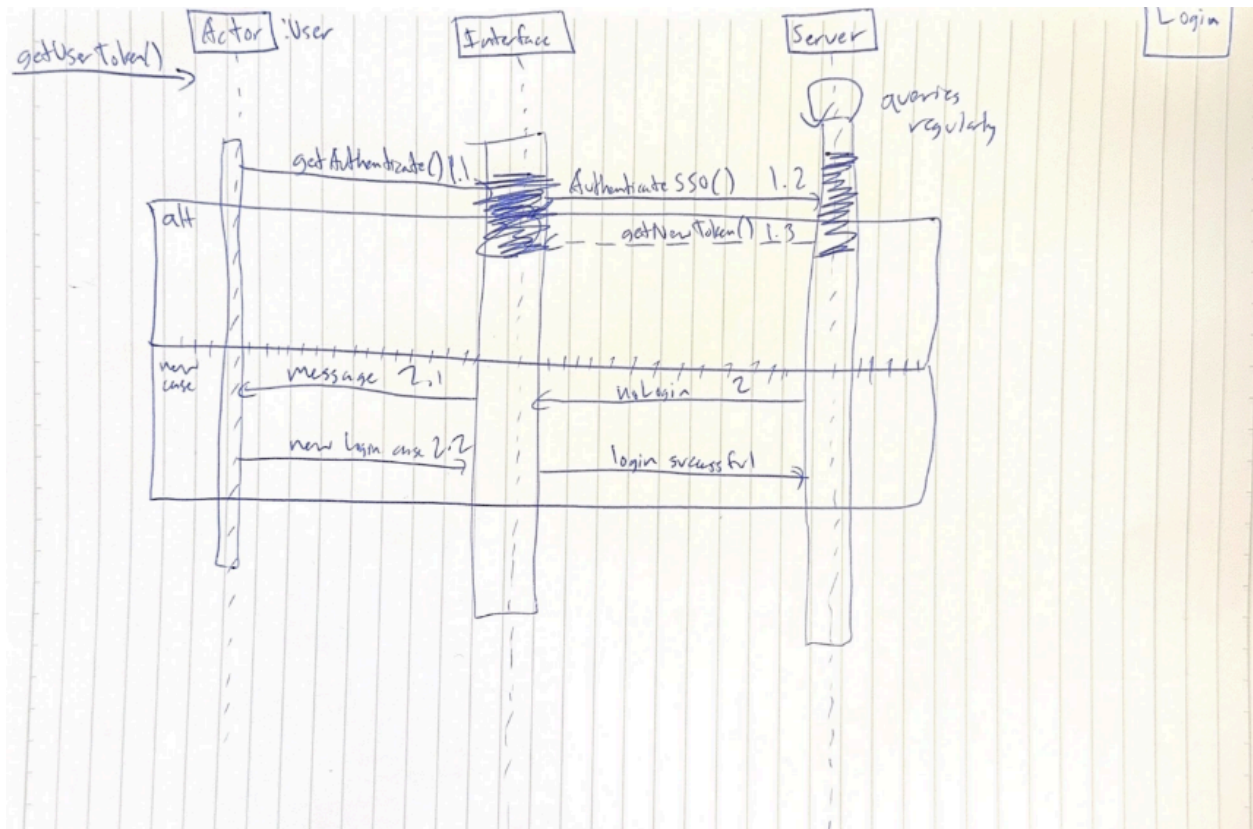 Actor :User
Interface
Server
Login
getUserToken()
queries
regularly
getAuthenticate() 1.1
AuthenticateSSO() 1.2
alt
getNewToken() 1.3
new
case
message 2.1
noLogin 2
new login case 2.2
login successful